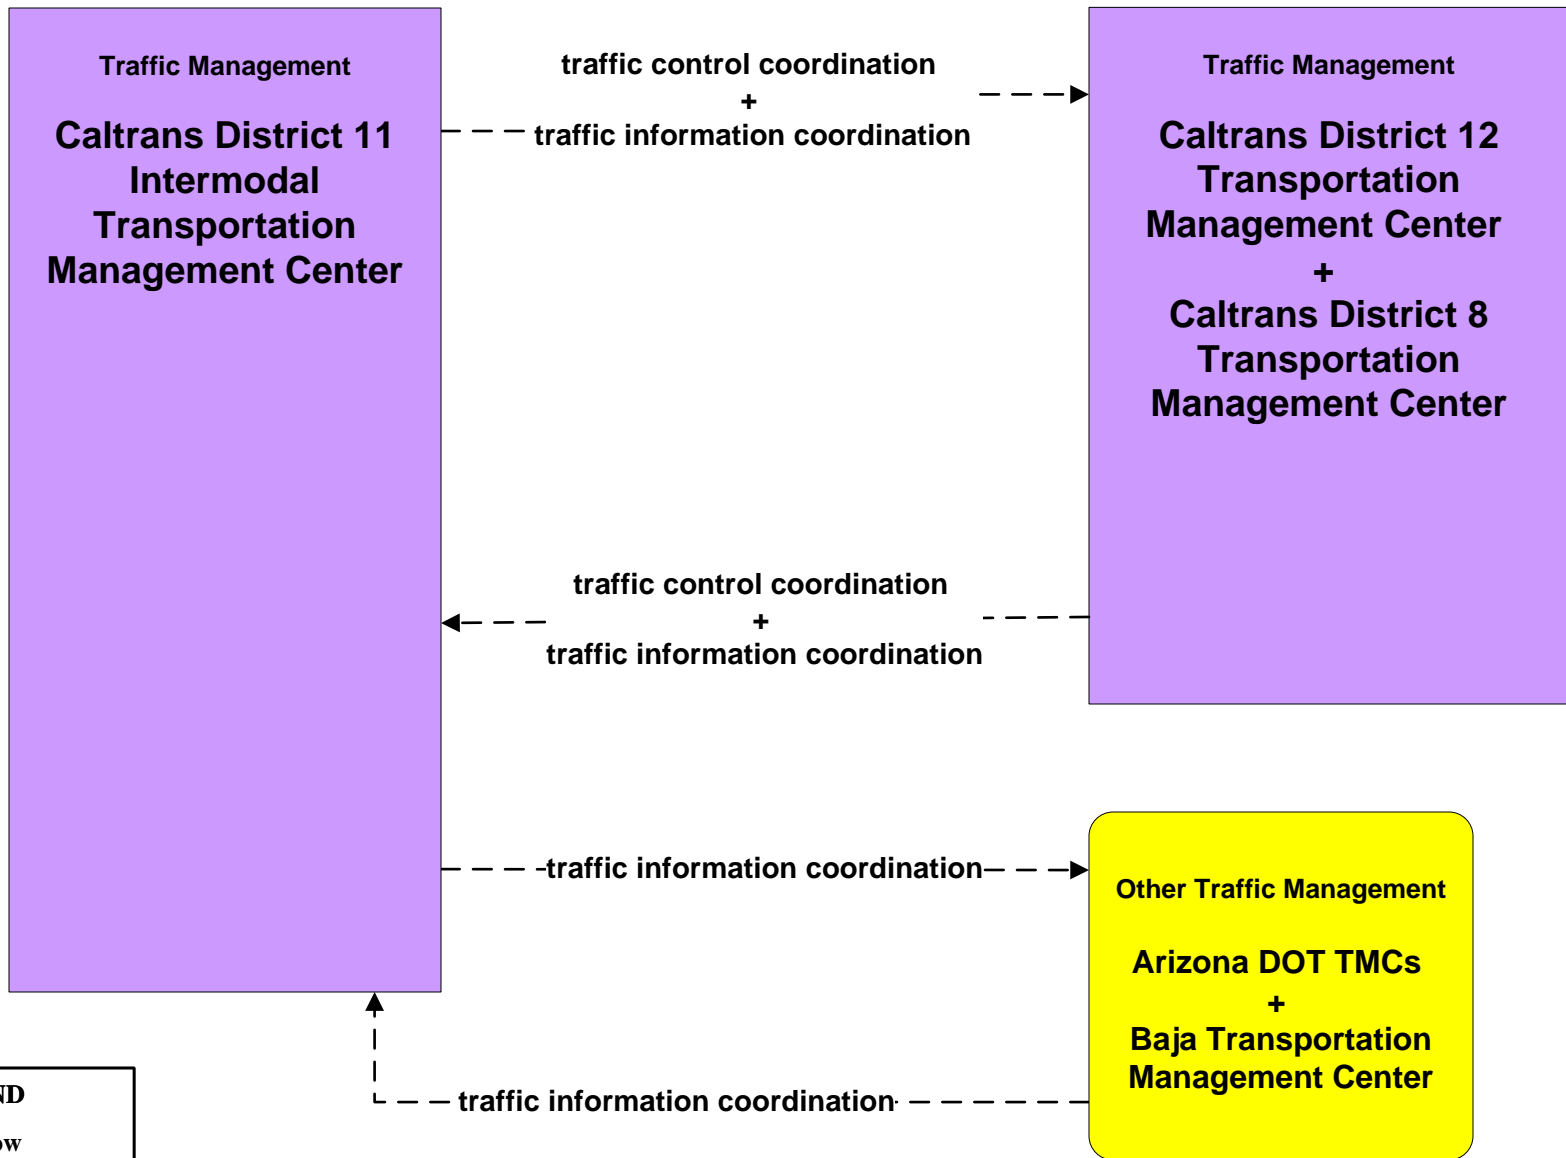 Traffic Management
Caltrans District 11
Intermodal
Transportation
Management Center
traffic control coordination
+
traffic information coordination
Traffic Management
Caltrans District 12
Transportation
Management Center
+
Caltrans District 8
Transportation
Management Center
traffic control coordination
+
traffic information coordination
traffic information coordination
Other Traffic Management
Arizona DOT TMCs
+
Baja Transportation
Management Center
traffic information coordination